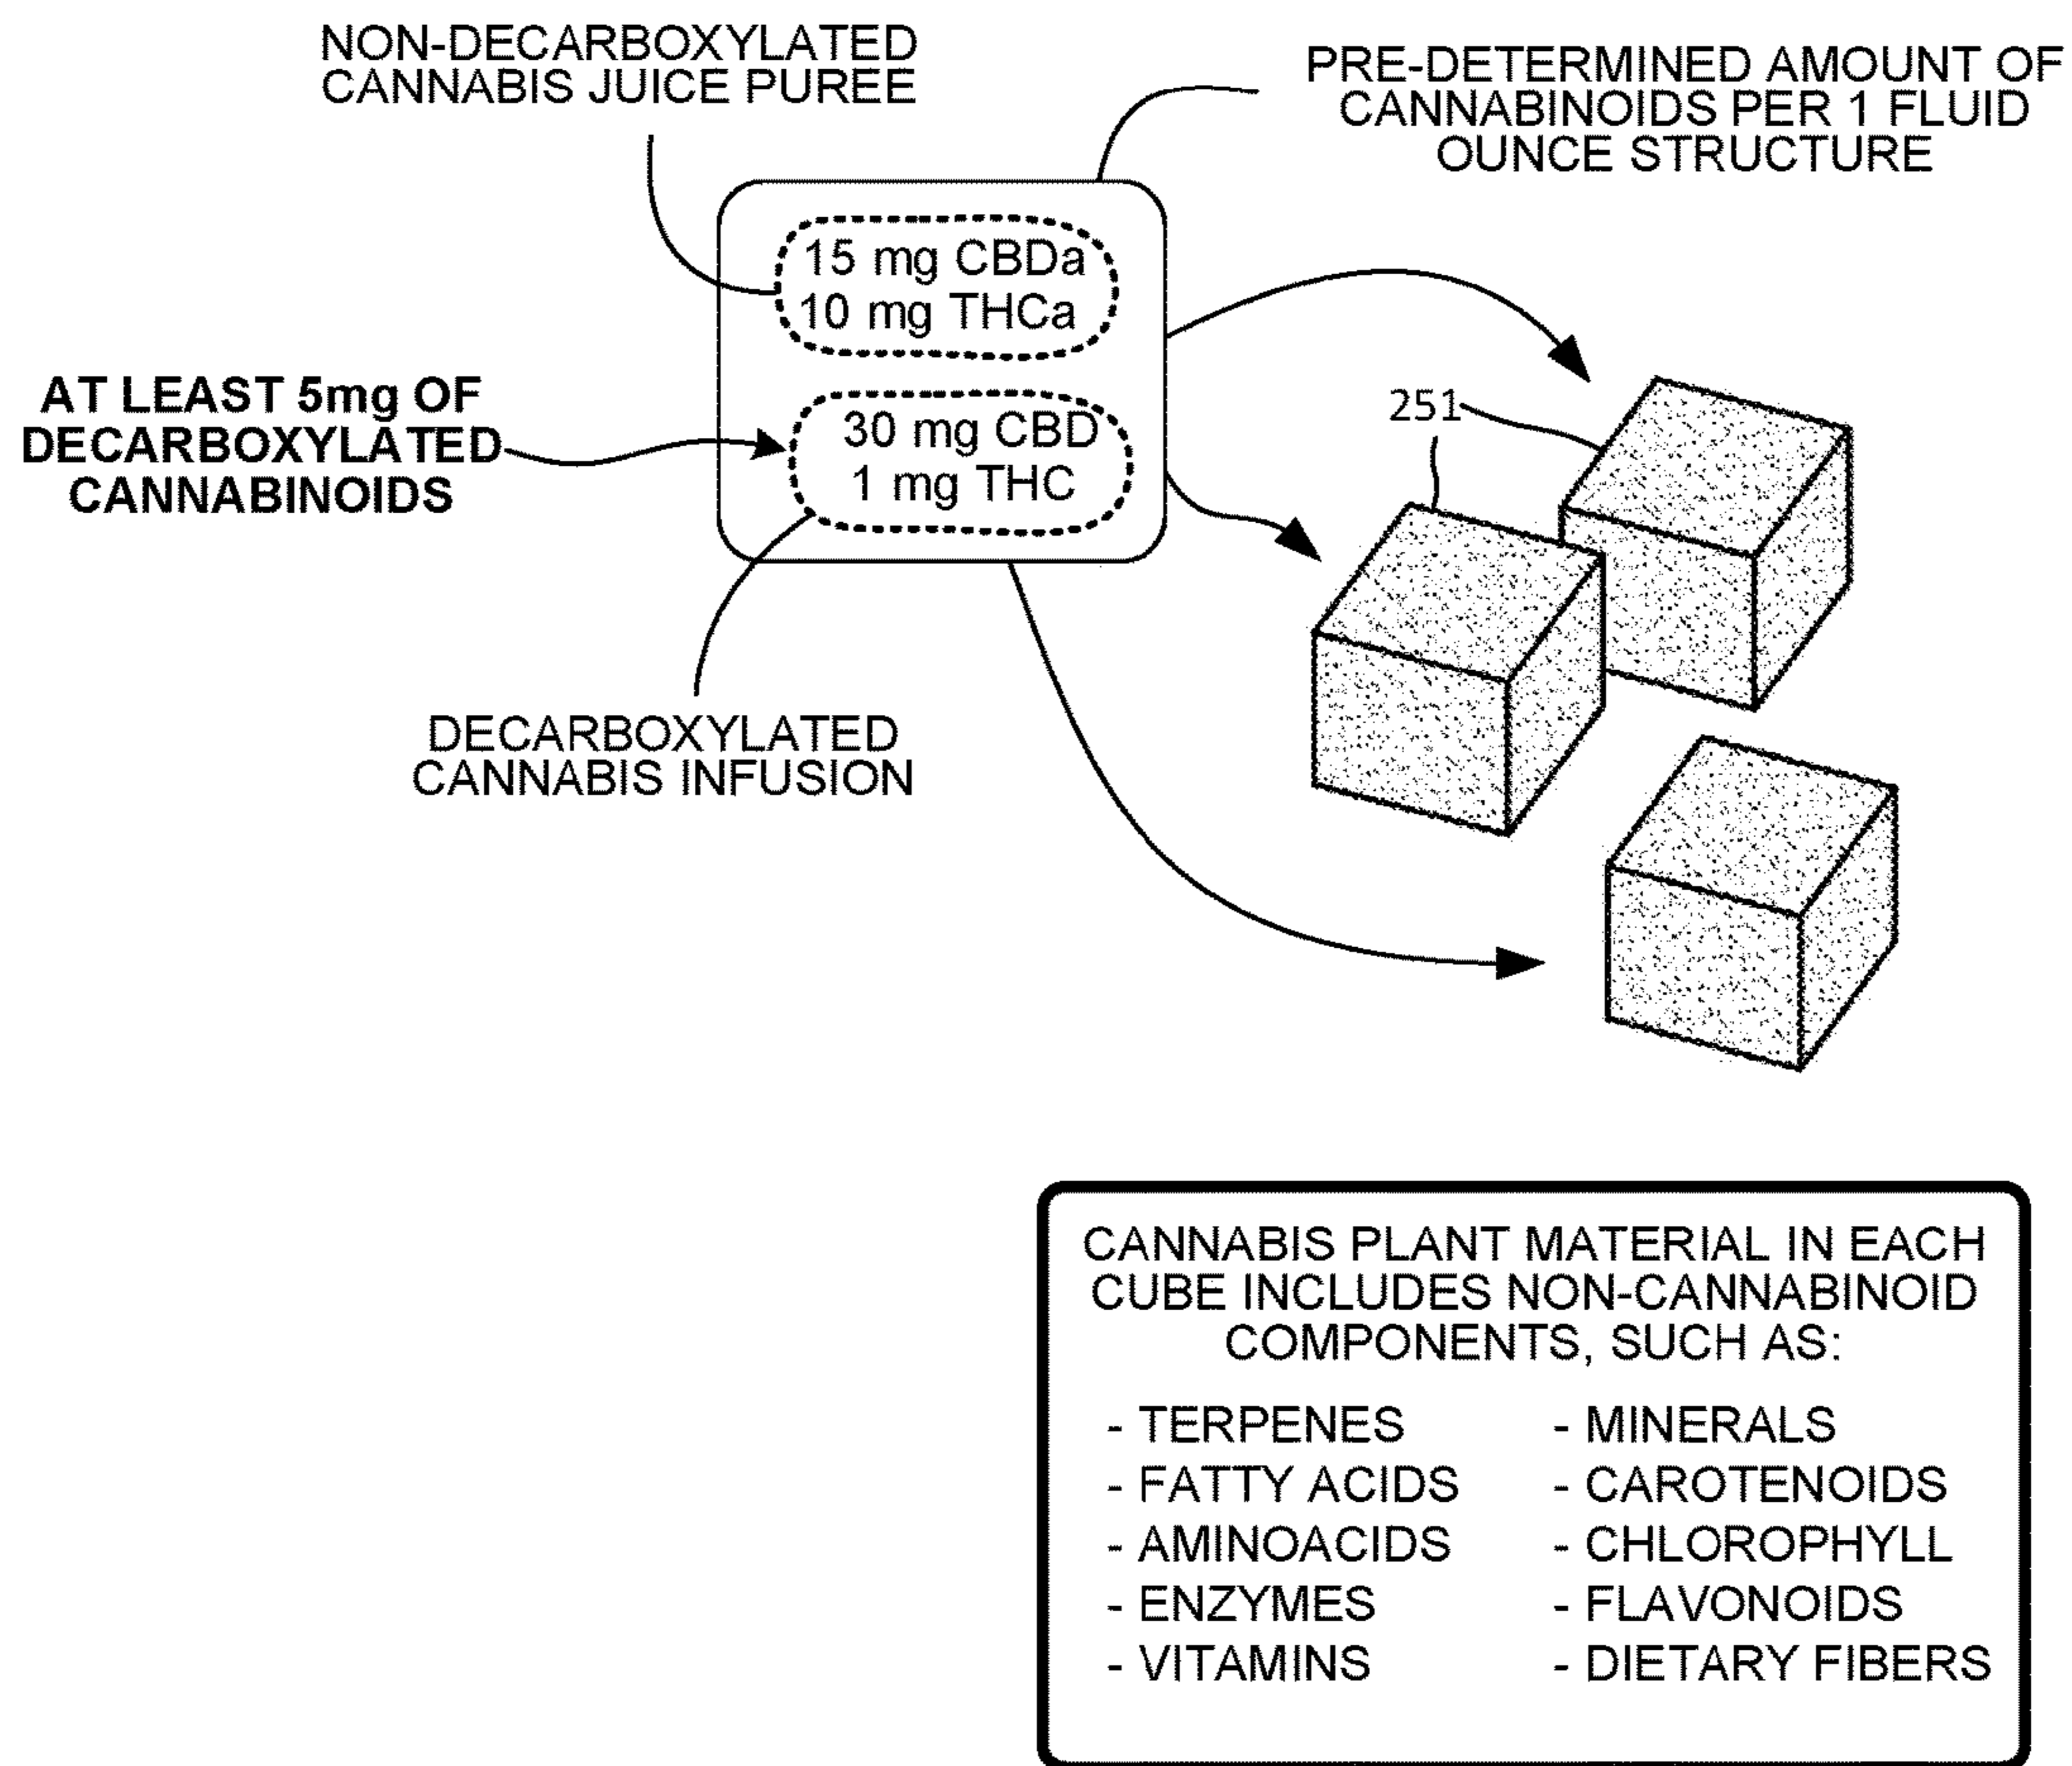 NON-DECARBOXYLATED
CANNABIS JUICE PUREE
PRE-DETERMINED AMOUNT OF
CANNABINOIDS PER 1 FLUID
OUNCE STRUCTURE
15 mg CBDa
10 mg THCa
AT LEAST 5mg OF
DECARBOXYLATED
CANNABINOIDS
30 mg CBD
1 mg THC
251
DECARBOXYLATED
CANNABIS INFUSION
CANNABIS PLANT MATERIAL IN EACH
CUBE INCLUDES NON-CANNABINOID
COMPONENTS, SUCH AS:
- TERPENES
- FATTY ACIDS
- AMINOACIDS
- ENZYMES
- VITAMINS
- MINERALS
- CAROTENOIDS
- CHLOROPHYLL
- FLAVONOIDS
- DIETARY FIBERS